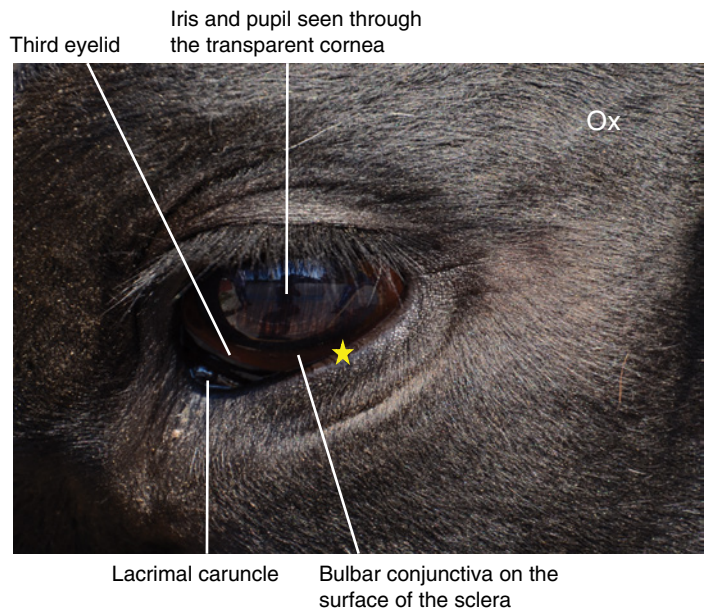 Iris and pupil seen through
the transparent cornea
Third eyelid
Ox
Lacrimal caruncle
Bulbar conjunctiva on the
surface of the sclera